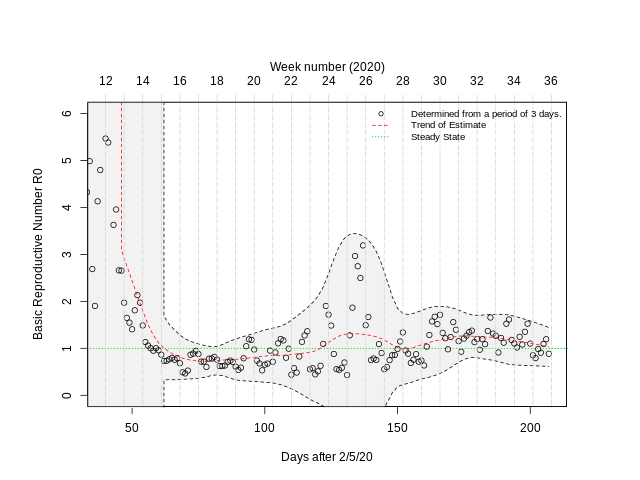 Week number (2020)
12 14 16 18 20 22 24 26 28 30 32 34 36
Determined from a period of 3 days.
Trend of Estimate
Steady State
Basic Reproductive Number R0
6
5
4
3
2
1
0
50 100 150 200
Days after 2/5/20